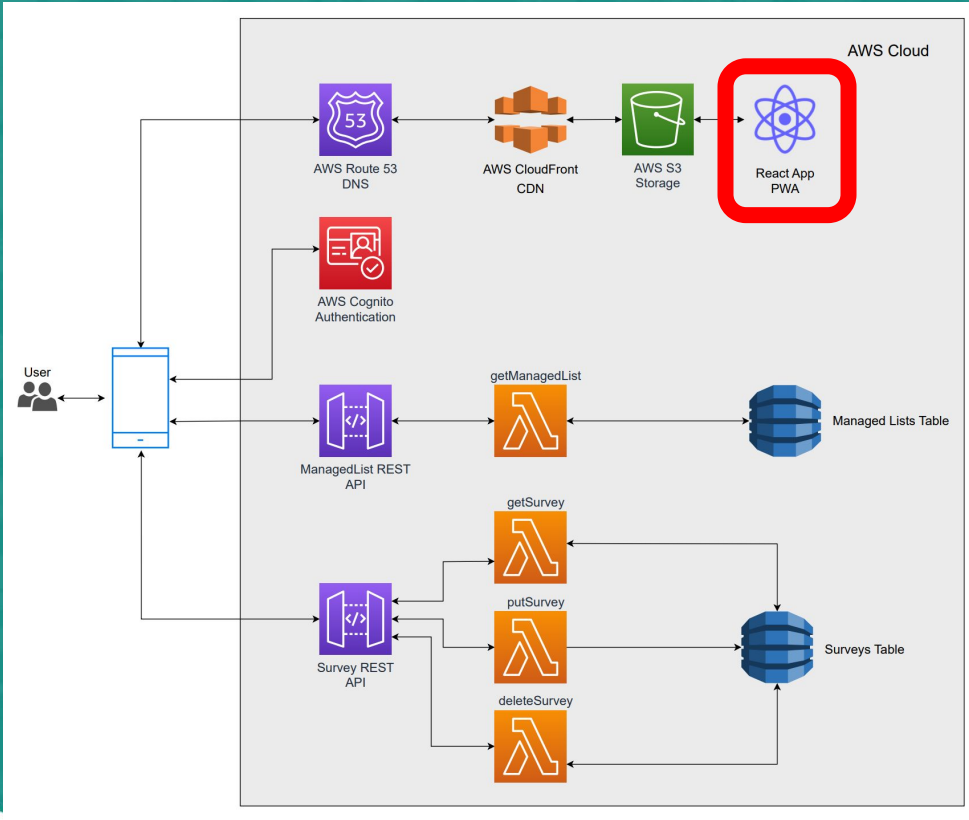 AWS Cloud
53
AWS Route 53
DNS
AWS CloudFront
CDN
AWS S3
Storage
React App
PWA
AWS Cognito
Authentication
User
getManagedList
</>
ManagedList REST
API
Managed Lists Table
getSurvey
putSurvey
</>
Survey REST
API
Surveys Table
deleteSurvey